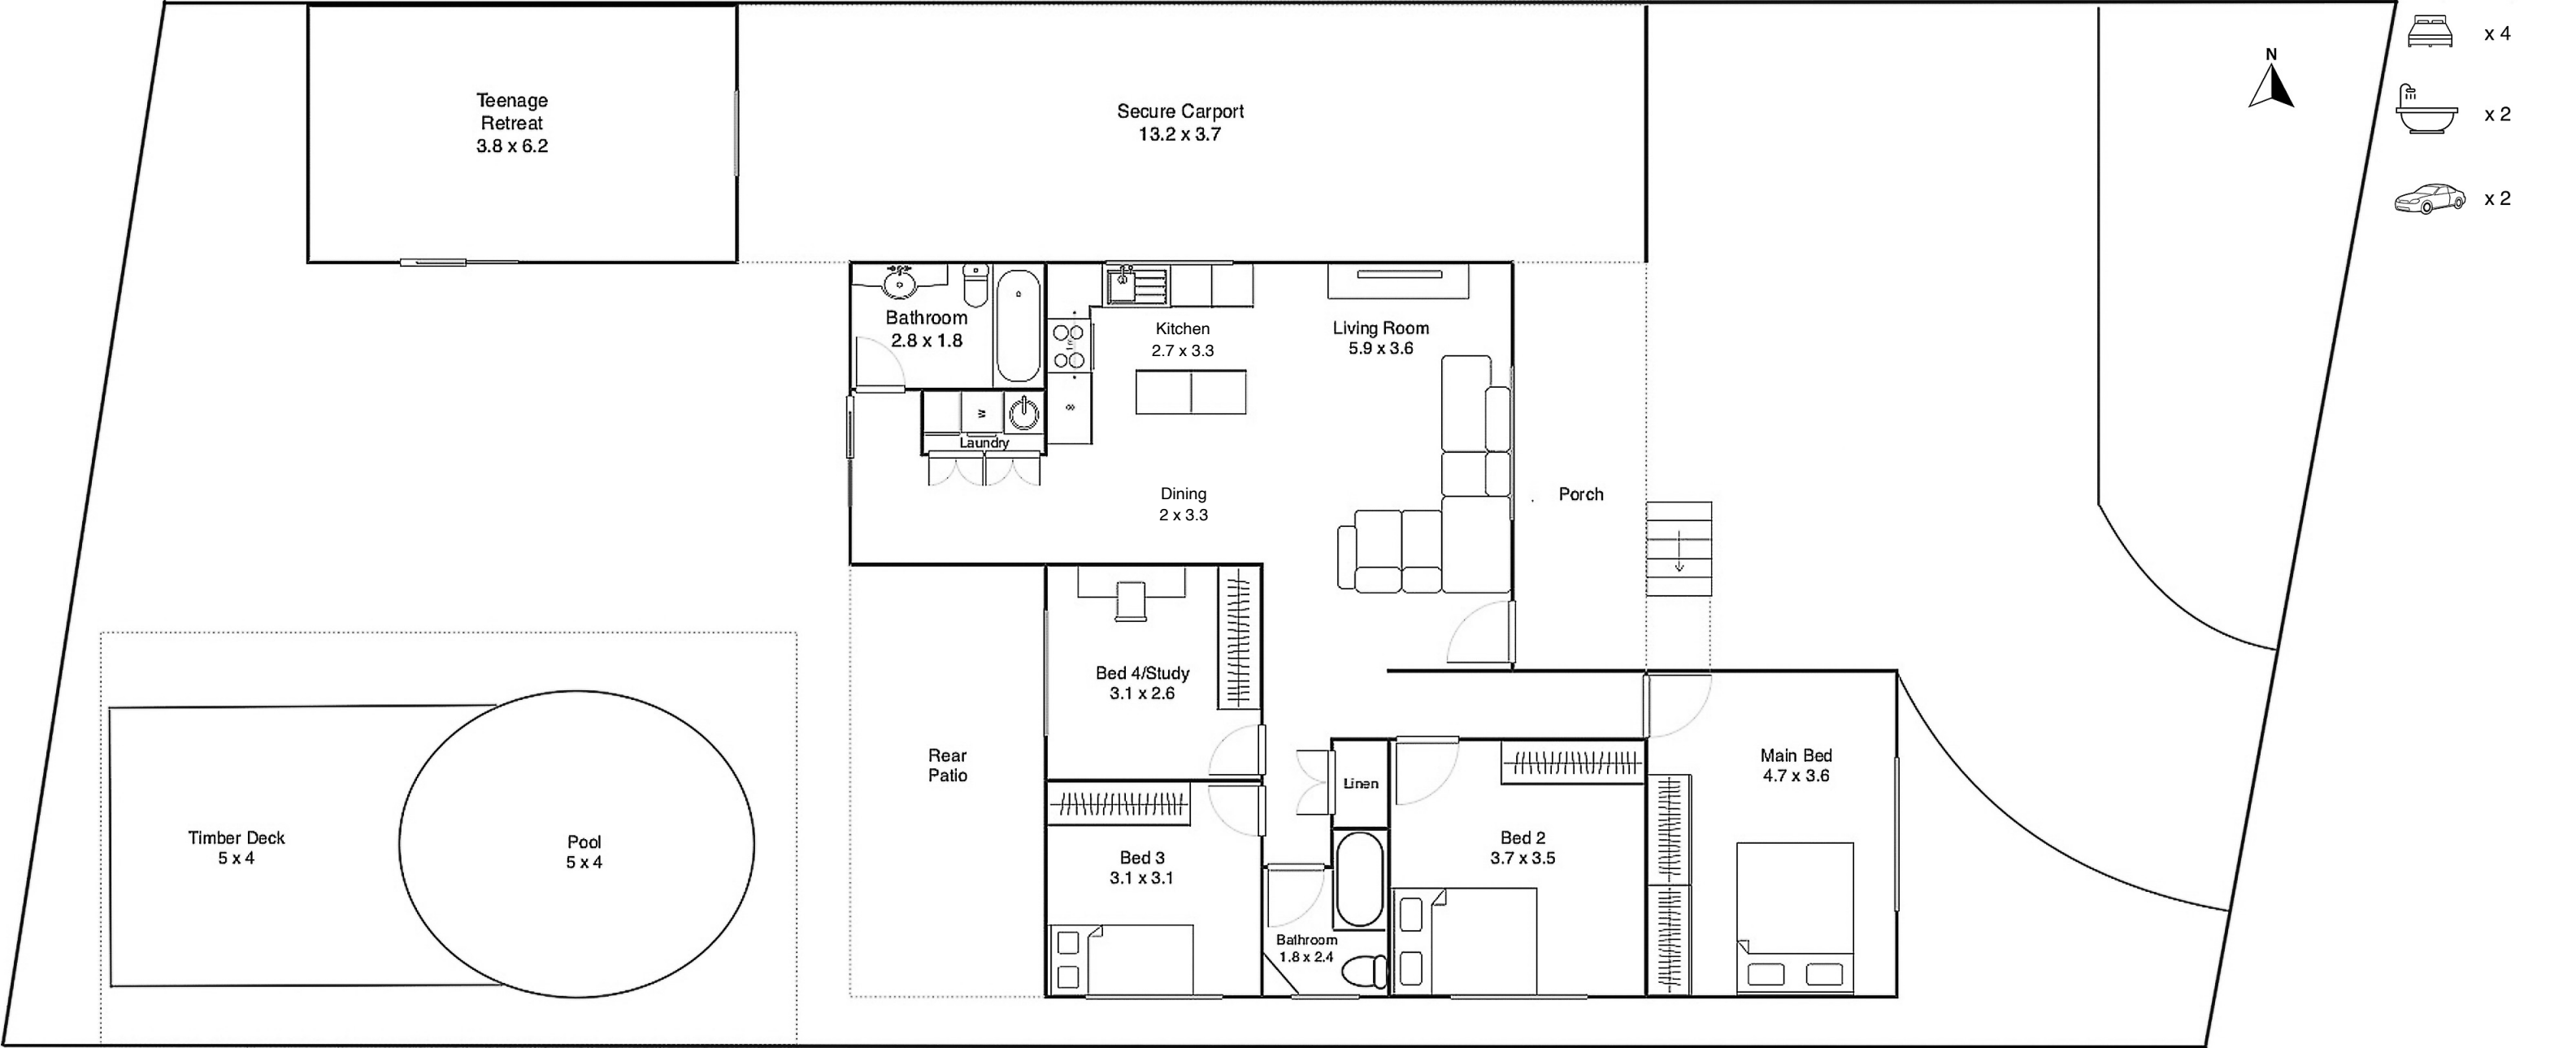 Teenage
Retreat
3.8 x 6.2
Secure Carport
13.2 x 3.7
N
x 4
x 2
x 2
Bathroom
2.8 x 1.8
Kitchen
2.7 x 3.3
Living Room
5.9 x 3.6
W
Laundry
Dining
2 x 3.3
Porch
Bed 4/Study
3.1 x 2.6
Rear
Patio
Linen
Main Bed
4.7 x 3.6
Timber Deck
5 x 4
Pool
5 x 4
Bed 3
3.1 x 3.1
Bed 2
3.7 x 3.5
Bathroom
1.8 x 2.4